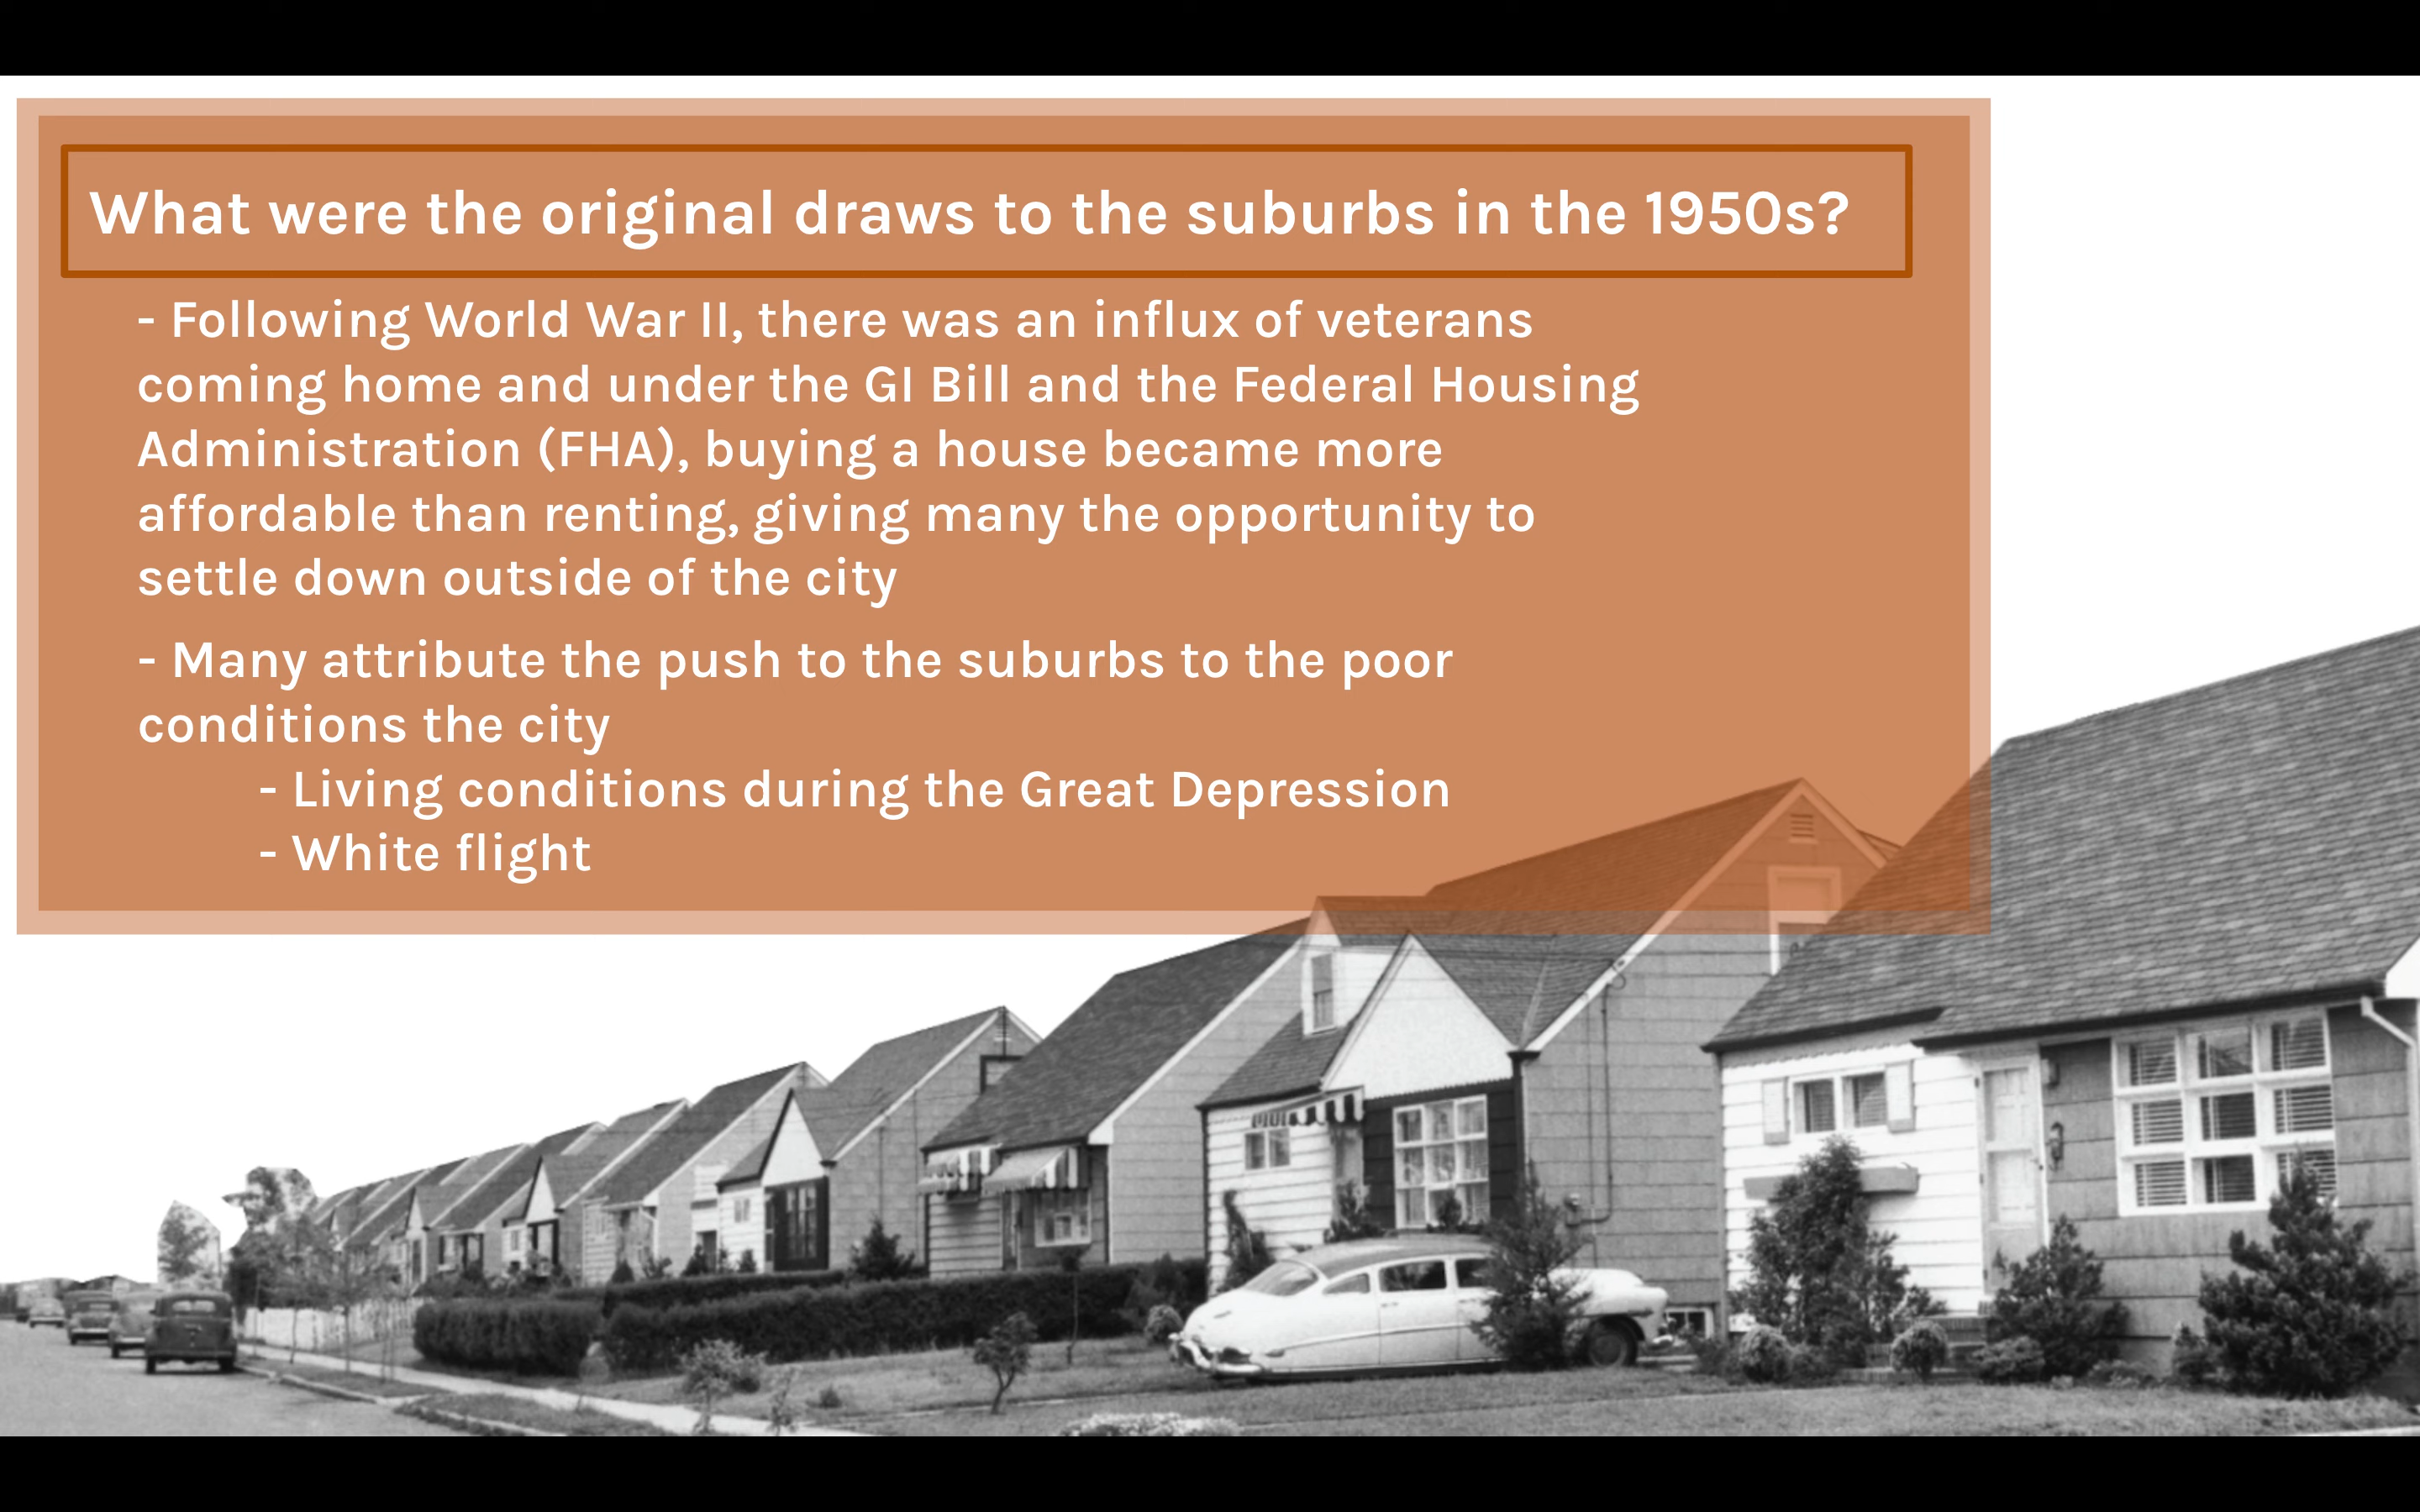 What were the original draws to the suburbs in the 1950s?
- Following World War II, there was an influx of veterans
coming home and under the GI Bill and the Federal Housing
Administration (FHA), buying a house became more
affordable than renting, giving many the opportunity to
settle down outside of the city
- Many attribute the push to the suburbs to the poor
conditions the city
- Living conditions during the Great Depression
- White flight